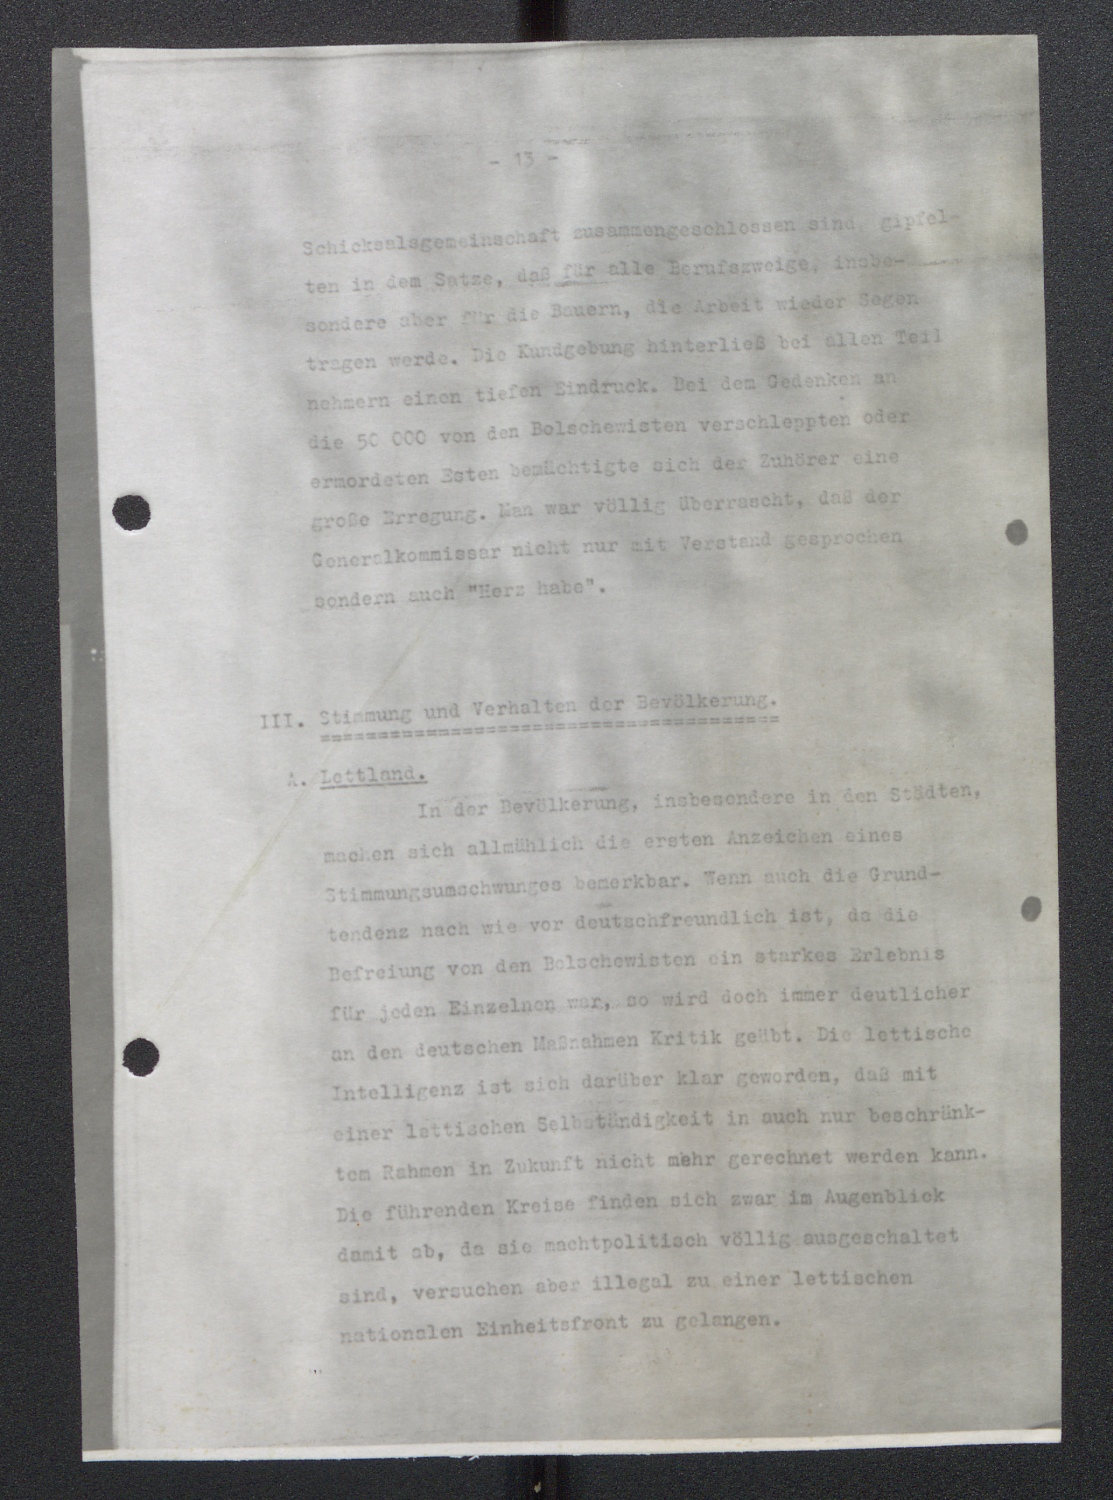 - 13 -
Schicksalsgemeinschaft zusammengeschlossen sind, gipfel-
ten in dem Satze, daß für alle Berufszweige, insbe-
sondere aber für die Bauern, die Arbeit wieder Segen
tragen werde. Die Kundgebung hinterließ bei allen Teil
nehmern einen tiefen Eindruck. Bei dem Gedenken an
die 50 000 von den Bolschewisten verschleppten oder
ermordeten Esten bemächtigte sich der Zuhörer eine
große Erregung. Man war völlig überrascht, daß der
Generalkommissar nicht nur mit Verstand gesprochen
sondern auch "Herz habe".
III. Stimmung und Verhalten der Bevölkerung.
========================================
A. Lettland.
In der Bevölkerung, insbesondere in den Städten,
machen sich allmählich die ersten Anzeichen eines
Stimmungsumschwunges bemerkbar. Wenn auch die Grund-
tendenz nach wie vor deutschfreundlich ist, da die
Befreiung von den Bolschewisten ein starkes Erlebnis
für jeden Einzelnen war, so wird doch immer deutlicher
an den deutschen Maßnahmen Kritik geübt. Die lettische
Intelligenz ist sich darüber klar geworden, daß mit
einer lettischen Selbständigkeit in auch nur beschränk-
tem Rahmen in Zukunft nicht mehr gerechnet werden kann.
Die führenden Kreise finden sich zwar im Augenblick
damit ab, da sie machtpolitisch völlig ausgeschaltet
sind, versuchen aber illegal zu einer lettischen
nationalen Einheitsfront zu gelangen.